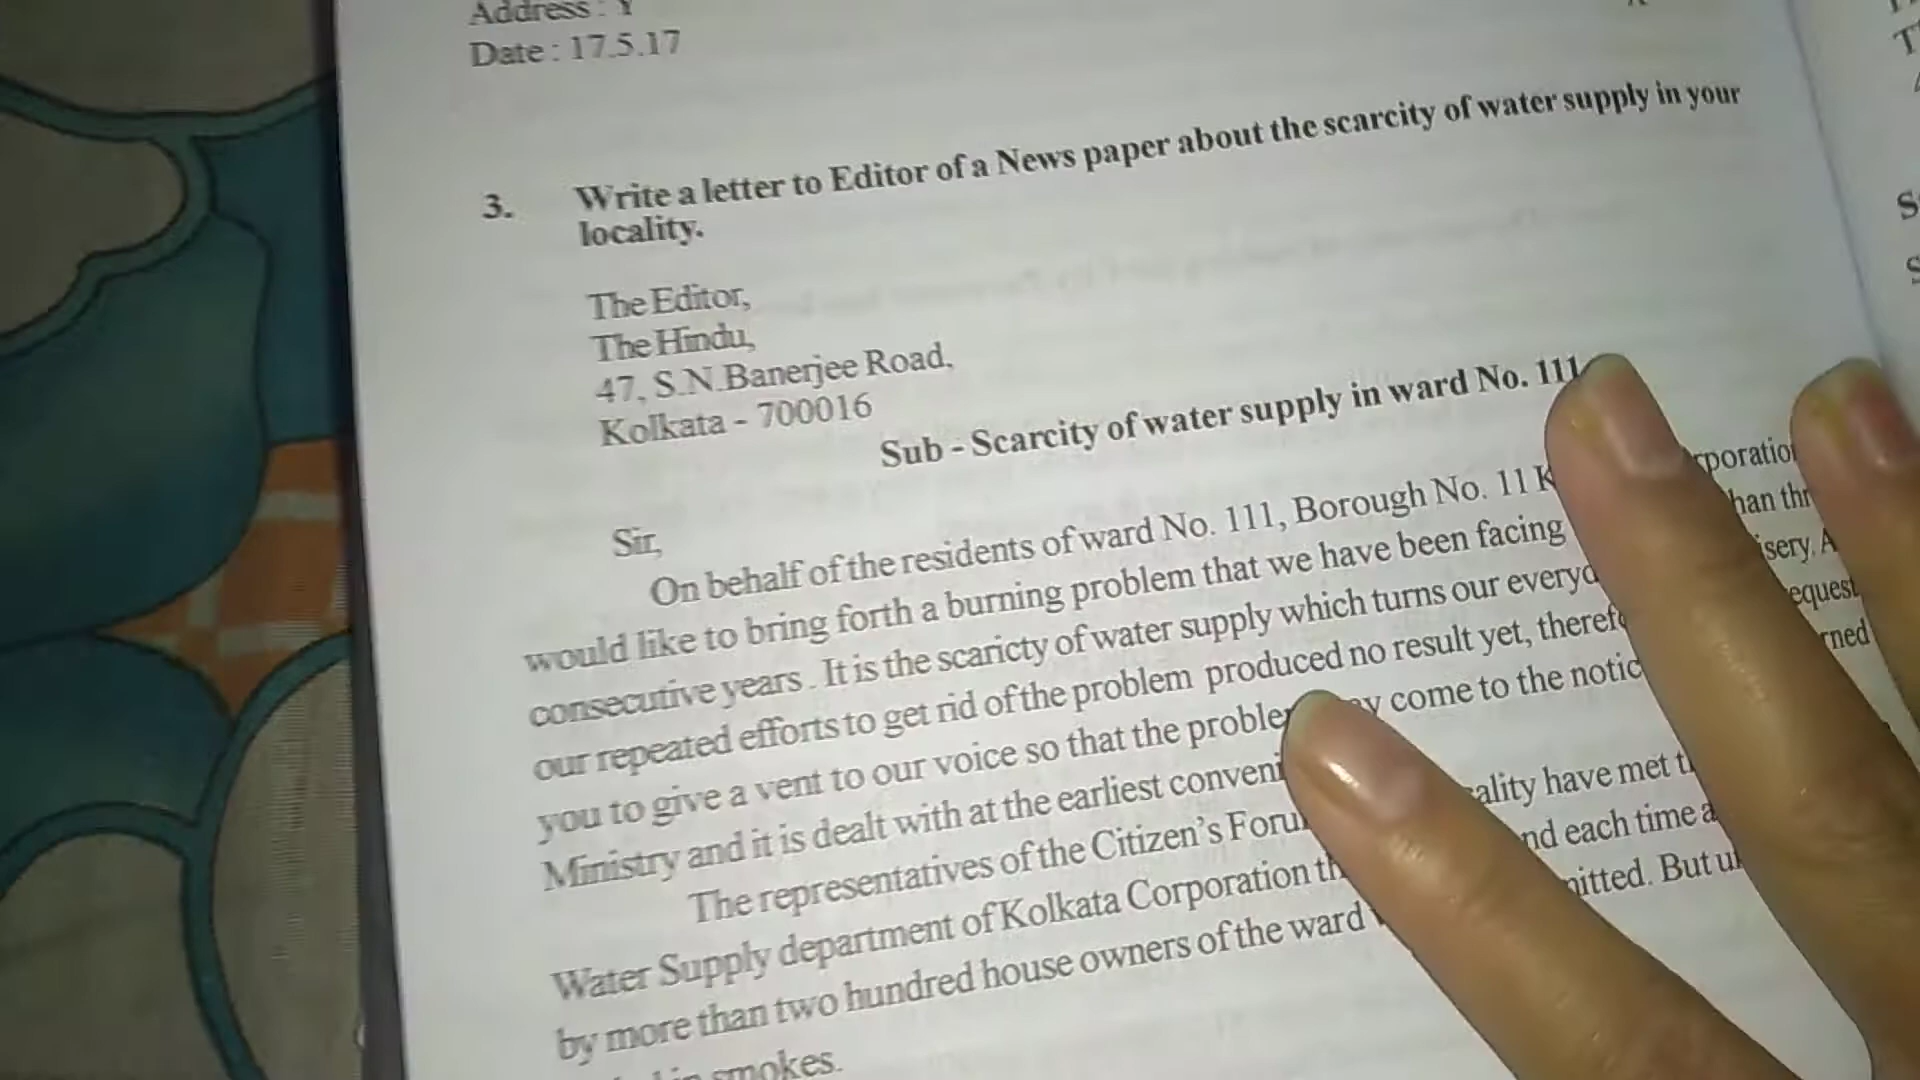 Address : Y
Date : 17.5.17
3. Write a letter to Editor of a News paper about the scarcity of water supply in your
locality.
The Editor,
The Hindu,
47, S.N.Banerjee Road,
Kolkata - 700016
Sub - Scarcity of water supply in ward No. 111
Sir,
On behalf of the residents of ward No. 111, Borough No. 11
would like to bring forth a burning problem that we have been facing han thr
consecutive years . It is the scaricty of water supply which turns our everyd isery. A
our repeated efforts to get rid of the problem produced no result yet, theref equest
you to give a vent to our voice so that the problem come to the notic rned
Ministry and it is dealt with at the earliest conveni
The representatives of the Citizen's Foru ality have met t
Water Supply department of Kolkata Corporation th nd each time a
by more than two hundred house owners of the ward itted. But
in smokes.